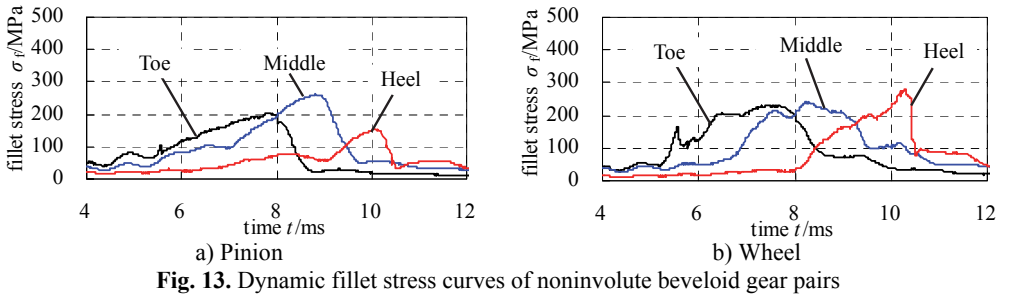 fillet stress σf/MPa
500
400
300
200
100
0
Toe
Middle
Heel
4
6
8
10
12
time t/ms
a) Pinion
fillet stress σf/MPa
500
400
300
200
100
0
Toe
Middle
Heel
4
6
8
10
12
time t/ms
b) Wheel
Fig. 13. Dynamic fillet stress curves of noninvolute beveloid gear pairs